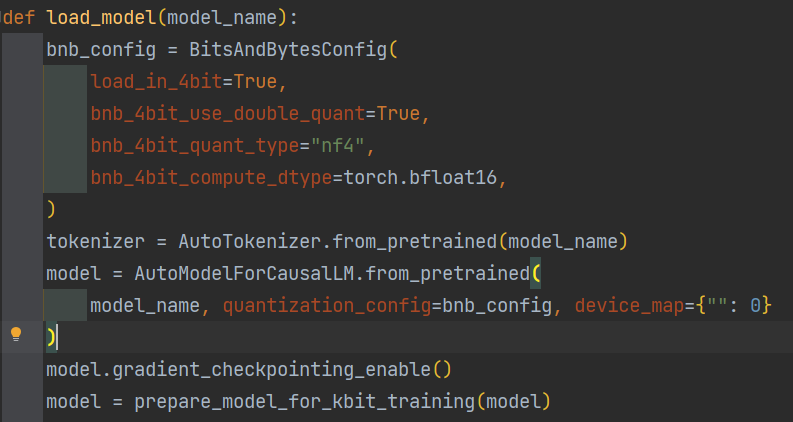 def load_model(model_name):
    bnb_config = BitsAndBytesConfig(
        load_in_4bit=True,
        bnb_4bit_use_double_quant=True,
        bnb_4bit_quant_type="nf4",
        bnb_4bit_compute_dtype=torch.bfloat16,
    )
    tokenizer = AutoTokenizer.from_pretrained(model_name)
    model = AutoModelForCausalLM.from_pretrained(
        model_name, quantization_config=bnb_config, device_map={"": 0}
    )
    model.gradient_checkpointing_enable()
    model = prepare_model_for_kbit_training(model)